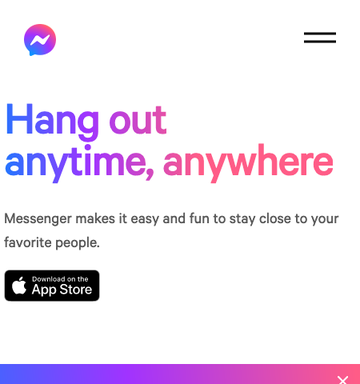 Hang out
anytime, anywhere
Messenger makes it easy and fun to stay close to your
favorite people.
Download on the
App Store